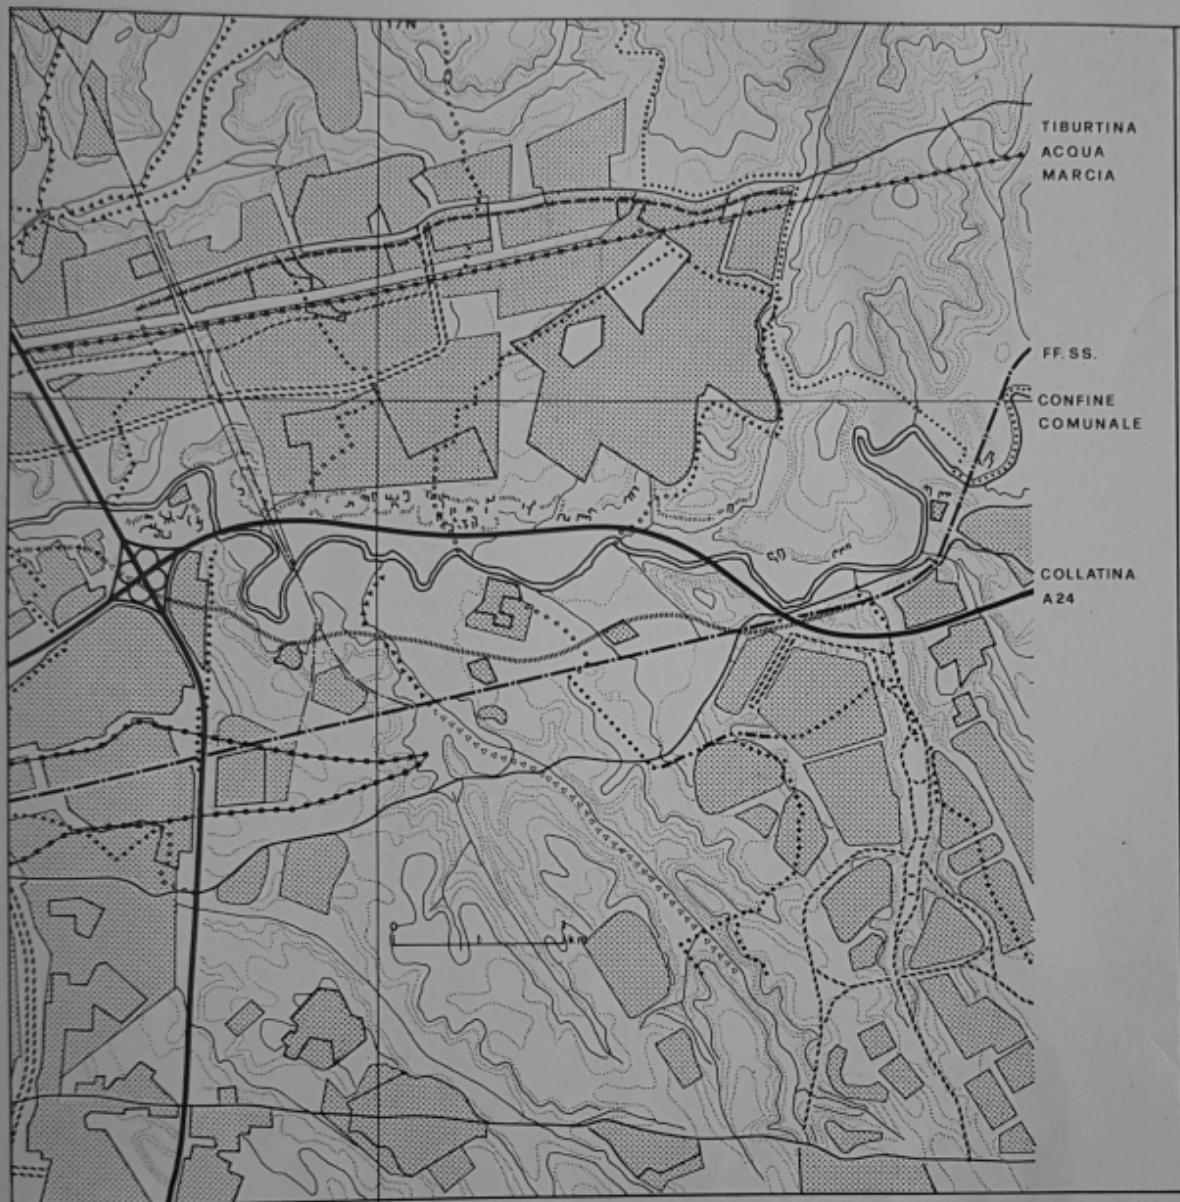 TIBURTINA
ACQUA
MARCIA
FF. SS.
CONFINE
COMUNALE
COLLATINA
A24